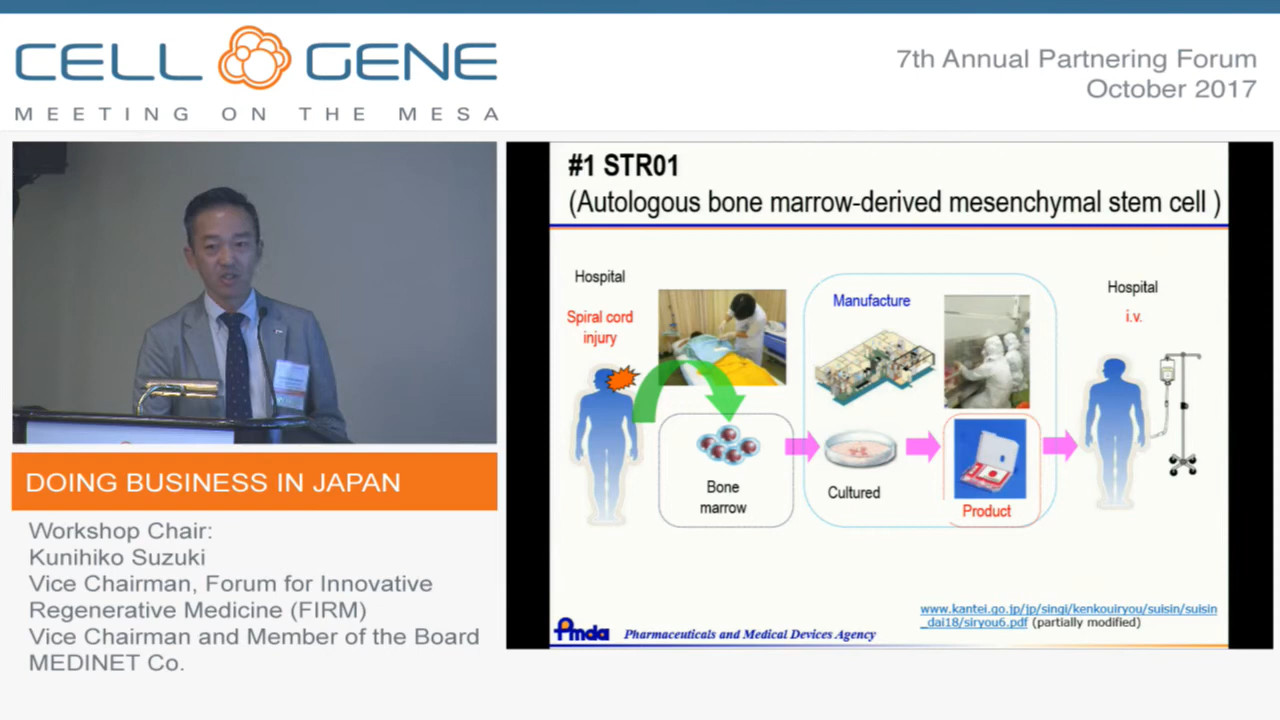 CELL GENE
MEETING ON THE MESA
7th Annual Partnering Forum
October 2017
#1 STR01
(Autologous bone marrow-derived mesenchymal stem cell )
Hospital
Spiral cord
injury
Bone
marrow
Manufacture
Cultured
Product
Hospital
i.v.
www.kantei.go.jp/jp/singi/kenkouiryou/suisin/suisin
_dai18/siryou6.pdf (partially modified)
Pmda Pharmaceuticals and Medical Devices Agency
DOING BUSINESS IN JAPAN
Workshop Chair:
Kunihiko Suzuki
Vice Chairman, Forum for Innovative
Regenerative Medicine (FIRM)
Vice Chairman and Member of the Board
MEDINET Co.